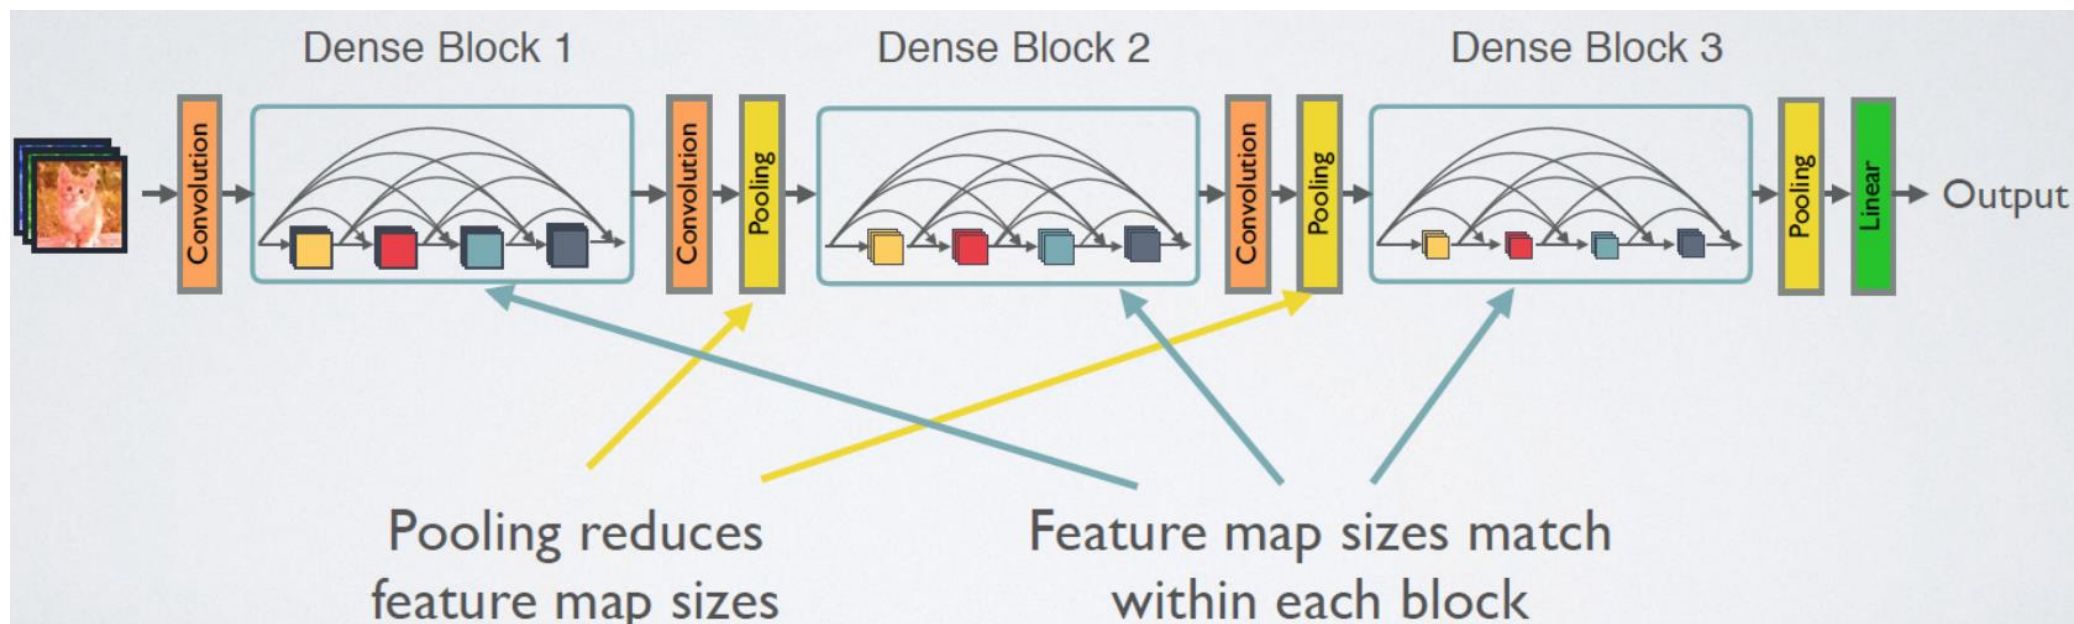 Dense Block 1
Dense Block 2
Dense Block 3
Convolution
Convolution
Pooling
Convolution
Pooling
Pooling
Linear
Output
Pooling reduces
feature map sizes
Feature map sizes match
within each block